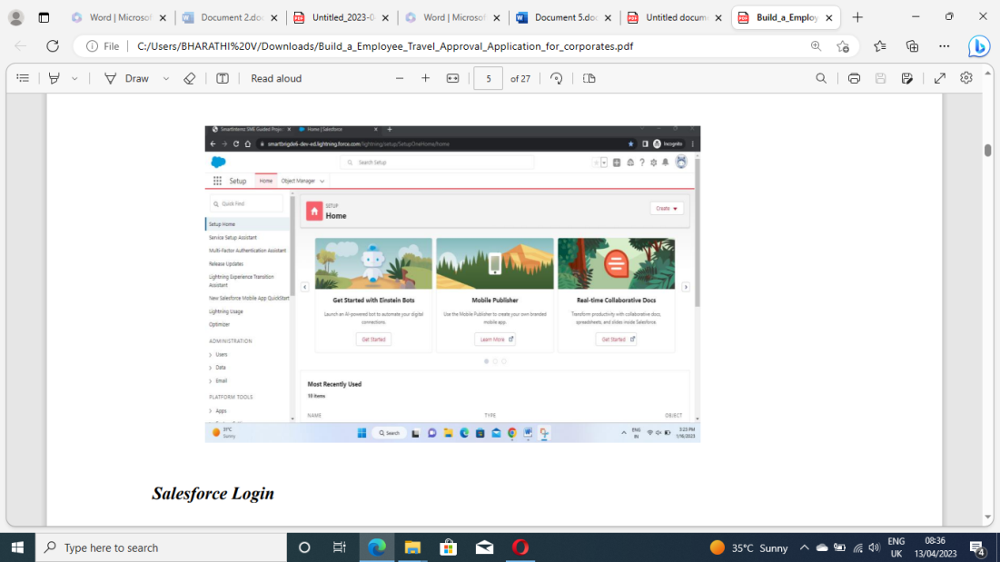 Word | Microsof
Document 2.doc
Untitled_2023-0
Word | Microsof
Document 5.doc
Untitled docum
Build_a_Employ
File
C:/Users/BHARATHI%20V/Downloads/Build_a_Employee_Travel_Approval_Application_for_corporates.pdf
Draw
Read aloud
5
of 27
SmartInternz SME Guided Projec
Home | Salesforce
smartbrigde6-dev-ed.lightning.force.com/lightning/setup/SetupOneHome/home
Incognito
Search Setup
Setup
Home
Object Manager
Quick Find
Setup Home
Service Setup Assistant
Multi-Factor Authentication Assistant
Release Updates
Lightning Experience Transition
Assistant
New Salesforce Mobile App QuickStart
Lightning Usage
Optimizer
ADMINISTRATION
Users
Data
Email
PLATFORM TOOLS
Apps
SETUP
Home
Create
Get Started with Einstein Bots
Launch an AI-powered bot to automate your digital
connections.
Get Started
Mobile Publisher
Use the Mobile Publisher to create your own branded
mobile app.
Learn More
Real-time Collaborative Docs
Transform productivity with collaborative docs,
spreadsheets, and slides inside Salesforce.
Get Started
Most Recently Used
10 items
NAME
TYPE
OBJECT
31°C
Sunny
Search
ENG
IN
3:23 PM
1/16/2023
Salesforce Login
Type here to search
35°C Sunny
ENG
UK
08:36
13/04/2023
4